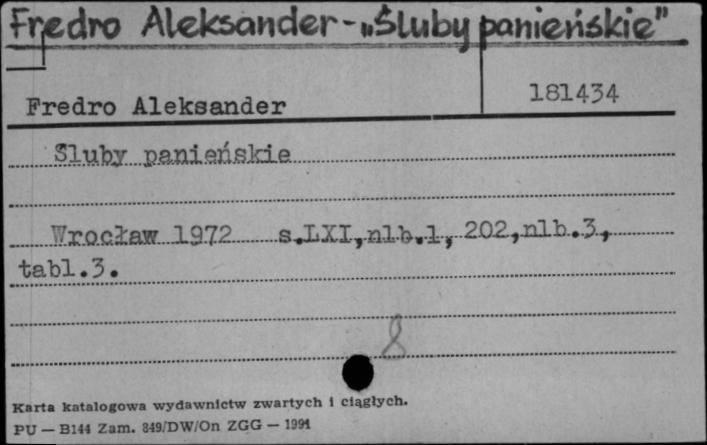 Fredro Aleksander - „Śluby panieńskie"
Fredro Aleksander
181434
Śluby panieńskie
Wrocław 1972 s.LXI,nlb.1, 202,nlb.3,
tabl.3.
8
Karta katalogowa wydawnictw zwartych i ciągłych.
PU — B144 Zam. 849/DW/On ZGG — 1991